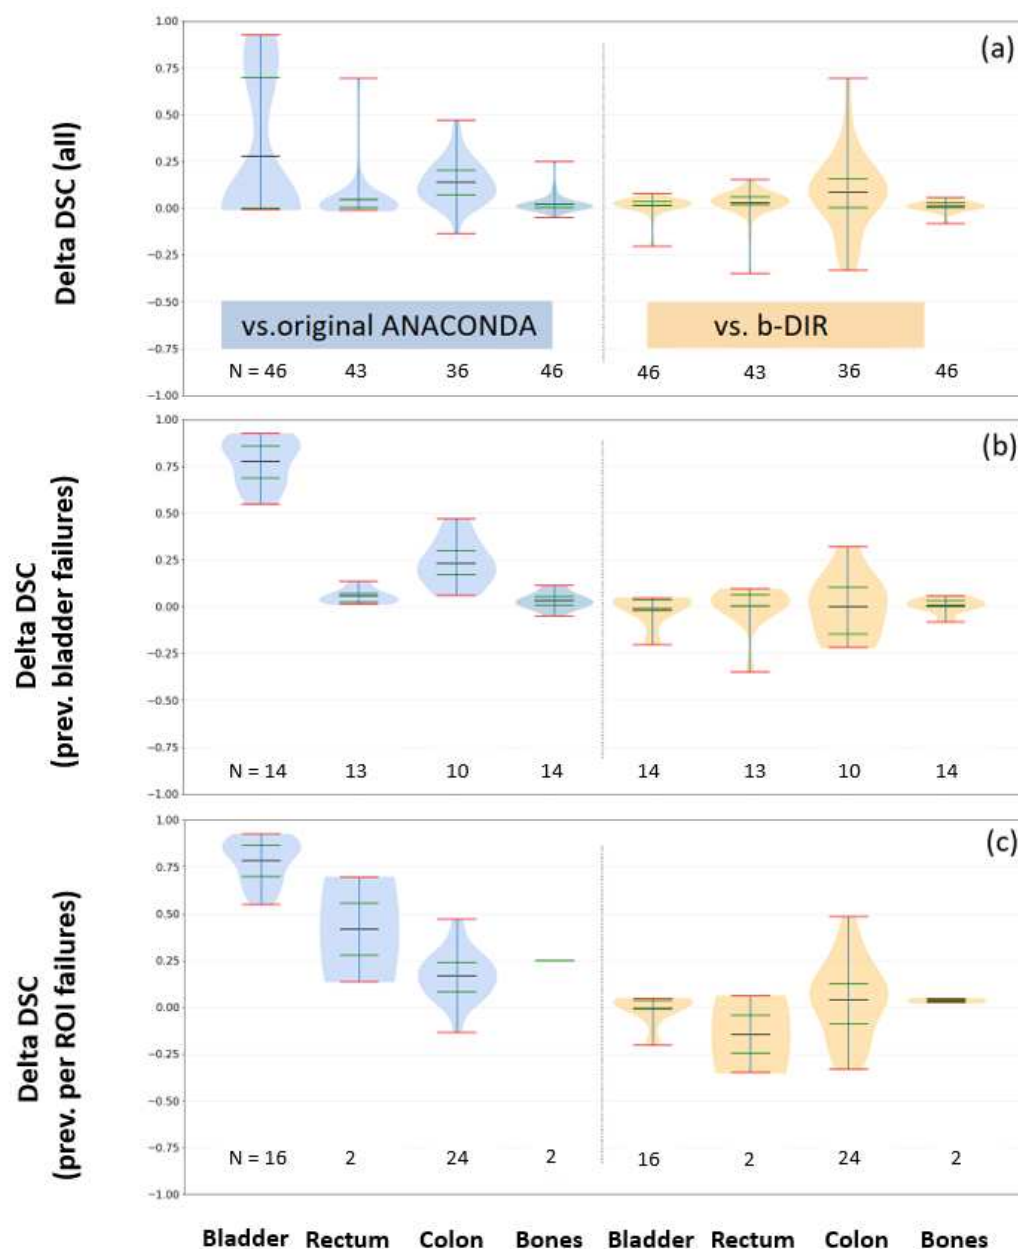 Delta DSC (all)
1.00
0.75
0.50
0.25
0.00
−0.25
−0.50
−0.75
−1.00
(a)
vs.original ANACONDA
vs. b-DIR
N = 46 43 36 46 46 43 36 46
Delta DSC
(prev. bladder failures)
1.00
0.75
0.50
0.25
0.00
−0.25
−0.50
−0.75
−1.00
(b)
N = 14 13 10 14 14 13 10 14
Delta DSC
(prev. per ROI failures)
1.00
0.75
0.50
0.25
0.00
−0.25
−0.50
−0.75
−1.00
(c)
N = 16 2 24 2 16 2 24 2
Bladder Rectum Colon Bones Bladder Rectum Colon Bones